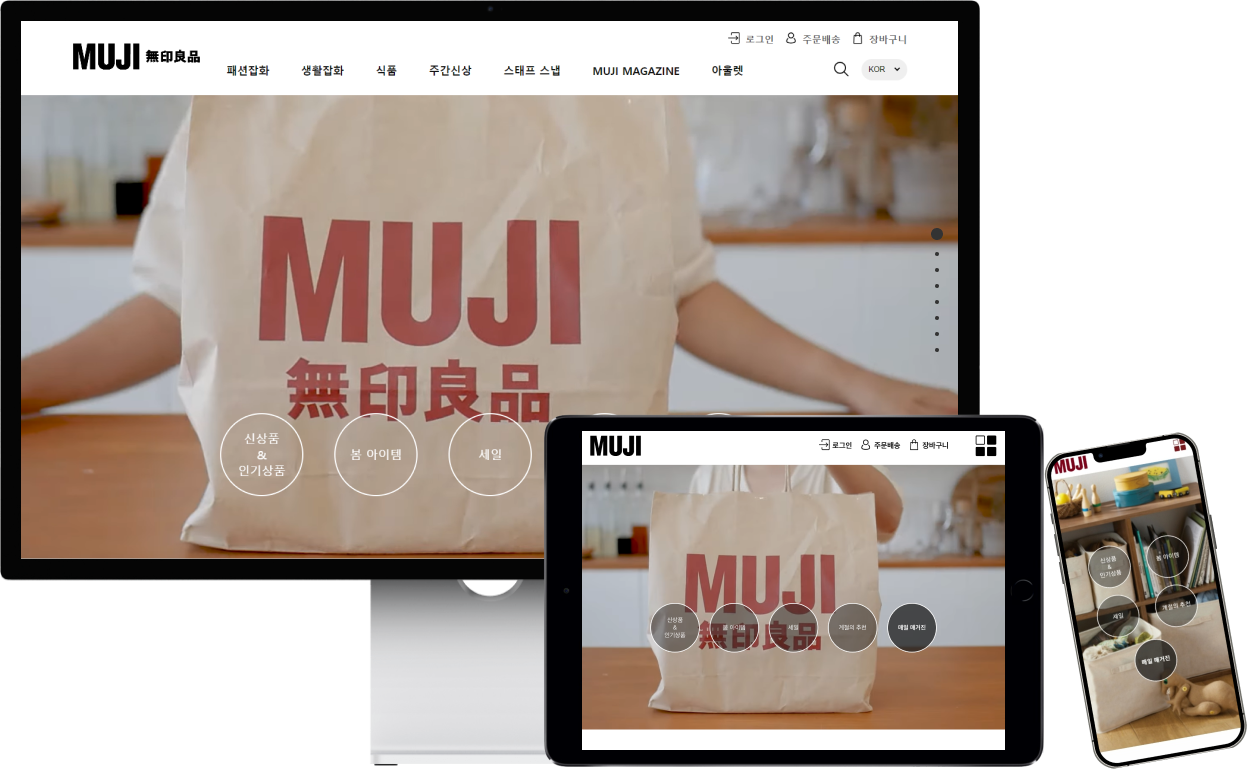 로그인 주문배송 장바구니
MUJI 無印良品
패션잡화 생활잡화 식품 주간신상 스태프 스냅 MUJI MAGAZINE 아울렛 KOR
MUJI
無印良品
신상품
&
인기상품
봄 아이템
세일
MUJI 로그인 주문배송 장바구니
MUJI
無印良品
신상품
&
인기상품
봄 아이템
세일
계절의 추천
메일 매거진
MUJI
신상품
&
인기상품
봄 아이템
세일
계절의 추천
메일 매거진